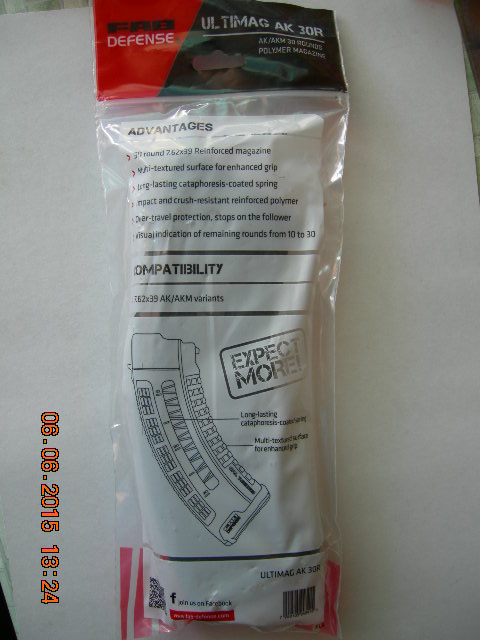 FAB
DEFENSE
ULTIMAG AK 30R
AK/AKM 30 ROUNDS
POLYMER MAGAZINE
ADVANTAGES
30 round 7.62x39 Reinforced magazine
Multi-textured surface for enhanced grip
Long-lasting cataphoresis-coated spring
Impact and crush-resistant reinforced polymer
Over-travel protection, stops on the follower
Visual indication of remaining rounds from 10 to 30
COMPATIBILITY
7.62x39 AK/AKM variants
EXPECT
MORE!
Long-lasting
cataphoresis-coated spring
Multi-textured surface
for enhanced grip
ULTIMAG AK 30R
f join us on Facebook
www.fab-defense.com
06.06.2015 13:24